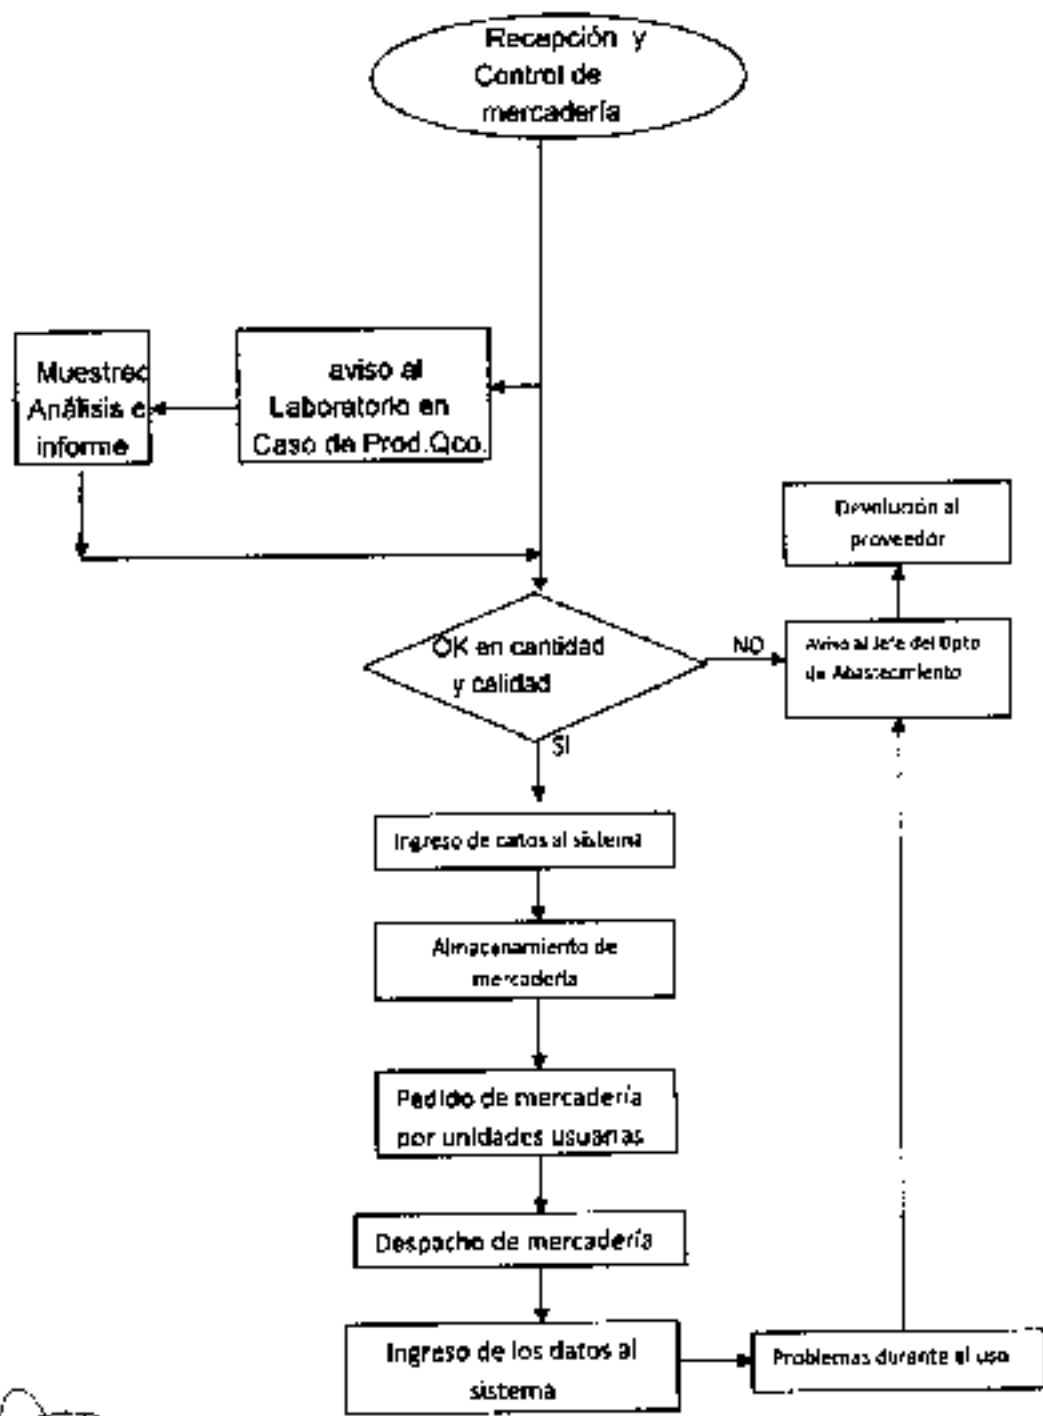 Recepción y
Control de
mercadería
aviso al
Laboratorio en
Caso de Prod.Qco.
Muestreo
Análisis e
informe
Devolución al
proveedor
OK en cantidad
y calidad
NO
Aviso al Jefe del Dpto
de Abastecimiento
SI
Ingreso de datos al sistema
Almacenamiento de
mercadería
Pedido de mercadería
por unidades usuarias
Despacho de mercadería
Ingreso de los datos al
sistema
Problemas durante el uso